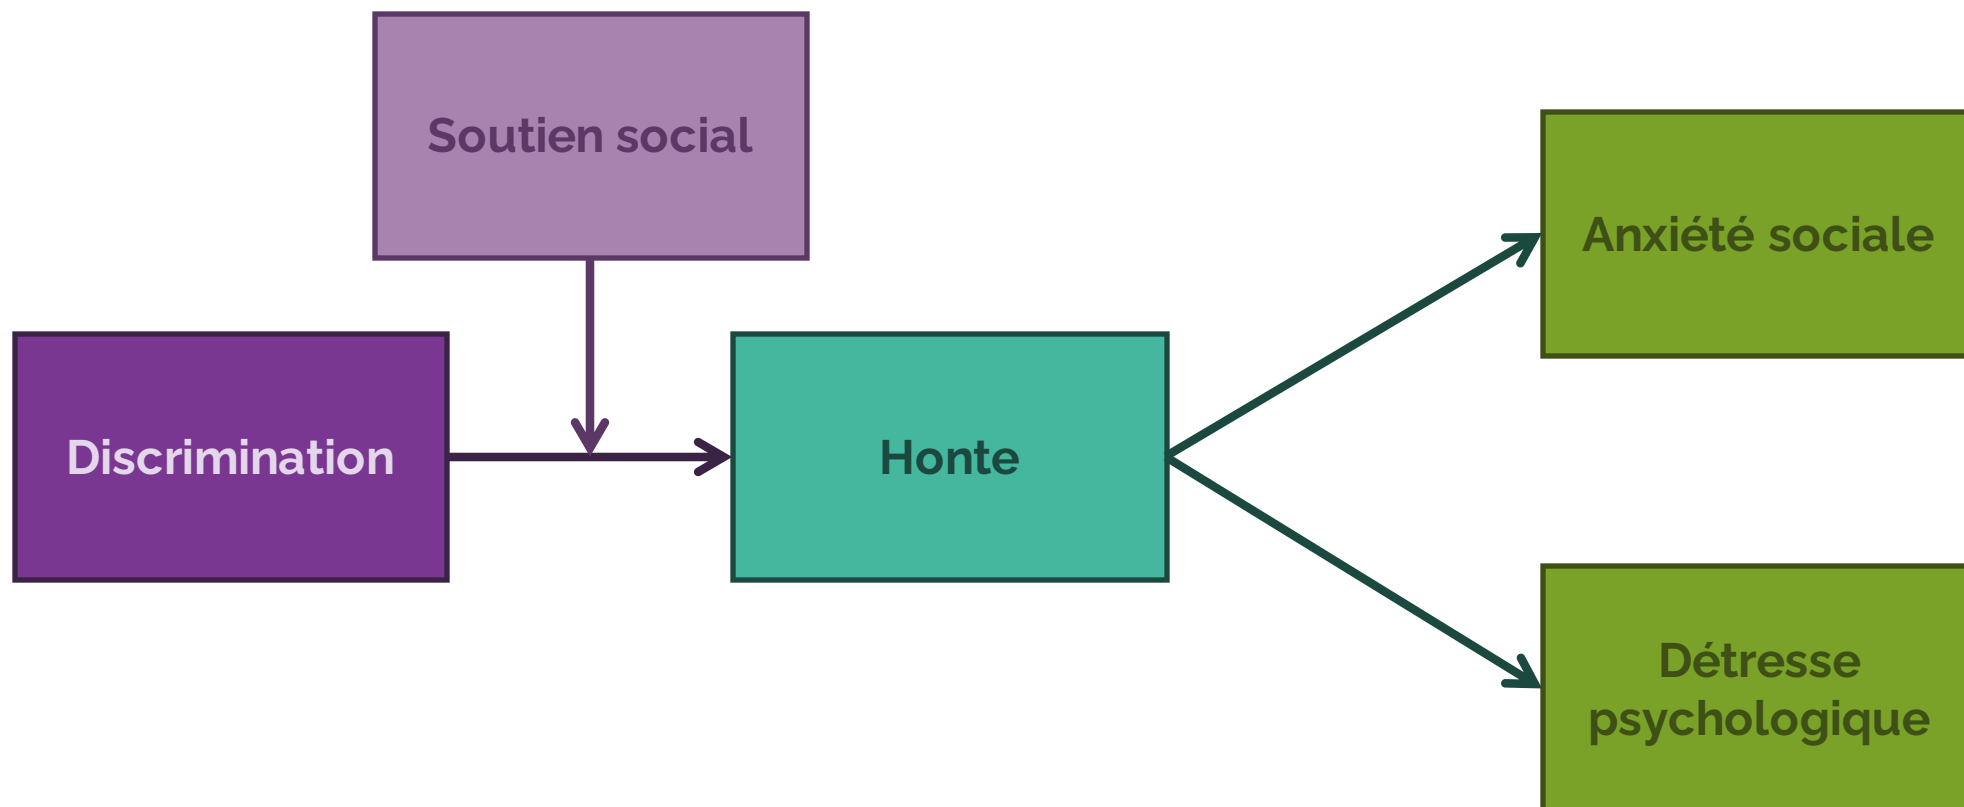 Soutien social
Anxiété sociale
Discrimination
Honte
Détresse
psychologique